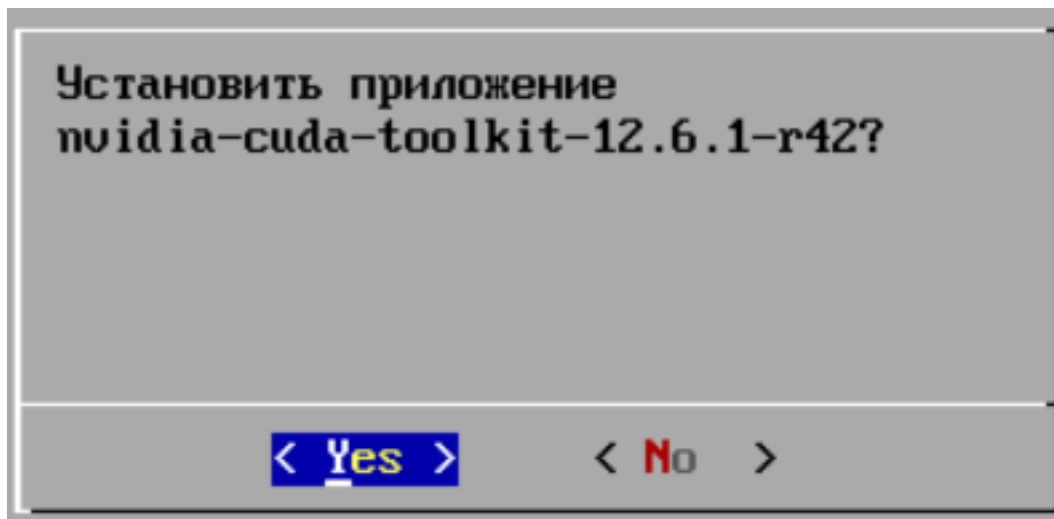 Установить приложение
nvidia-cuda-toolkit-12.6.1-r42?
< Yes > < No >